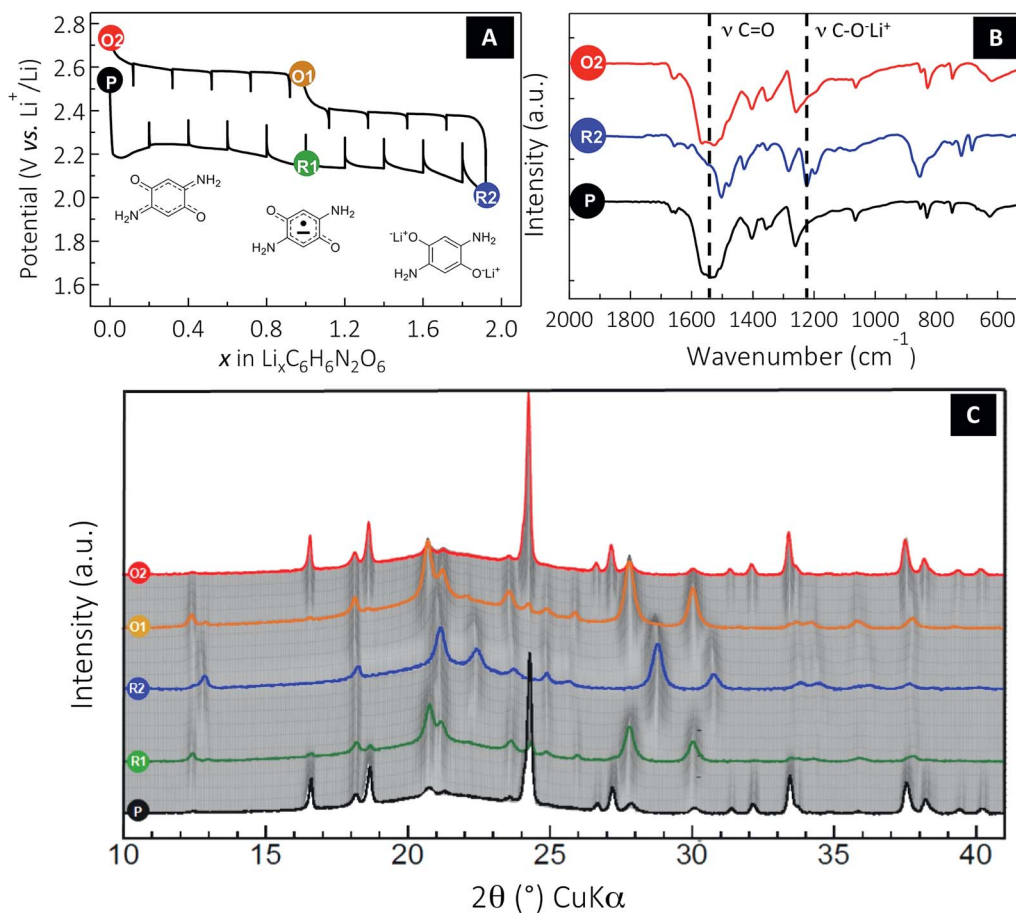 A
Potential (V vs. Li⁺/Li)
2.8
2.6
2.4
2.2
2.0
1.8
1.6
O2
P
O1
R1
R2
O
NH₂
H₂N
O
O
NH₂
H₂N
O
⁻Li⁺
⁻Li⁺O
NH₂
H₂N
O⁻Li⁺
0.0 0.4 0.8 1.2 1.6 2.0
x in LiₓC₆H₆N₂O₆
B
ν C=O
ν C-O⁻Li⁺
O2
R2
P
Intensity (a.u.)
2000 1800 1600 1400 1200 1000 800 600
Wavenumber (cm⁻¹)
C
Intensity (a.u.)
O2
O1
R2
R1
P
10 15 20 25 30 35 40
2θ (°) CuKα